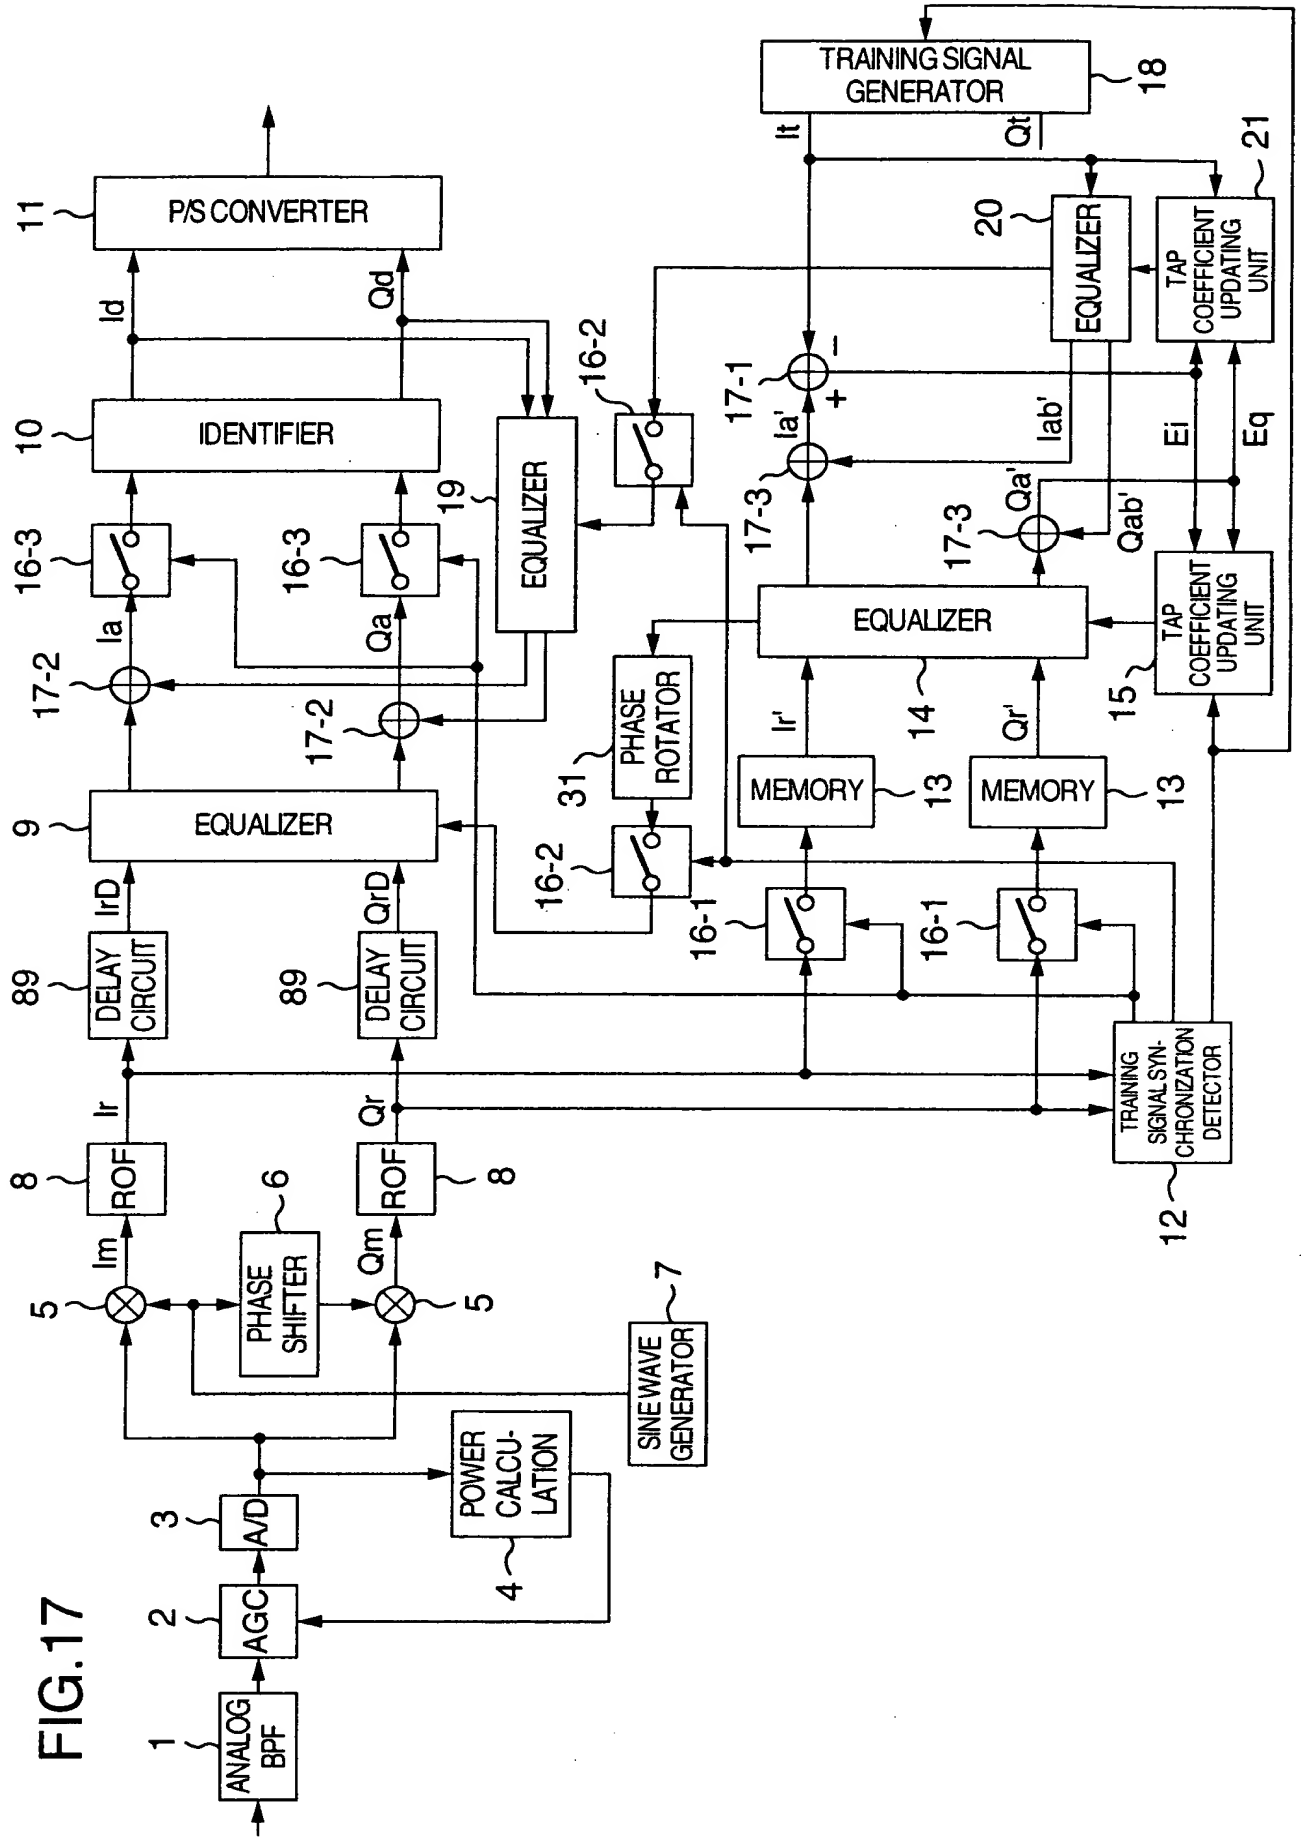 FIG.17
1
ANALOG
BPF
2
AGC
3
A/D
4
POWER
CALCU-
LATION
5
5
6
PHASE
SHIFTER
7
SINE WAVE
GENERATOR
Im
Qm
8
ROF
ROF
8
Ir
Qr
89
DELAY
CIRCUIT
89
DELAY
CIRCUIT
IrD
QrD
9
EQUALIZER
17-2
17-2
Ia
Qa
16-3
16-3
10
IDENTIFIER
Id
Qd
11
P/S CONVERTER
19
EQUALIZER
16-2
16-2
31
PHASE
ROTATOR
12
TRAINING
SIGNAL SYN-
CHRONIZATION
DETECTOR
16-1
16-1
MEMORY
13
MEMORY
13
Ir'
Qr'
14
EQUALIZER
15
TAP
COEFFICIENT
UPDATING
UNIT
17-3
17-3
Ia'
Qa'
Iab'
Qab'
17-1
+
−
Ei
Eq
20
EQUALIZER
21
TAP
COEFFICIENT
UPDATING
UNIT
It
Qt
TRAINING SIGNAL
GENERATOR
18